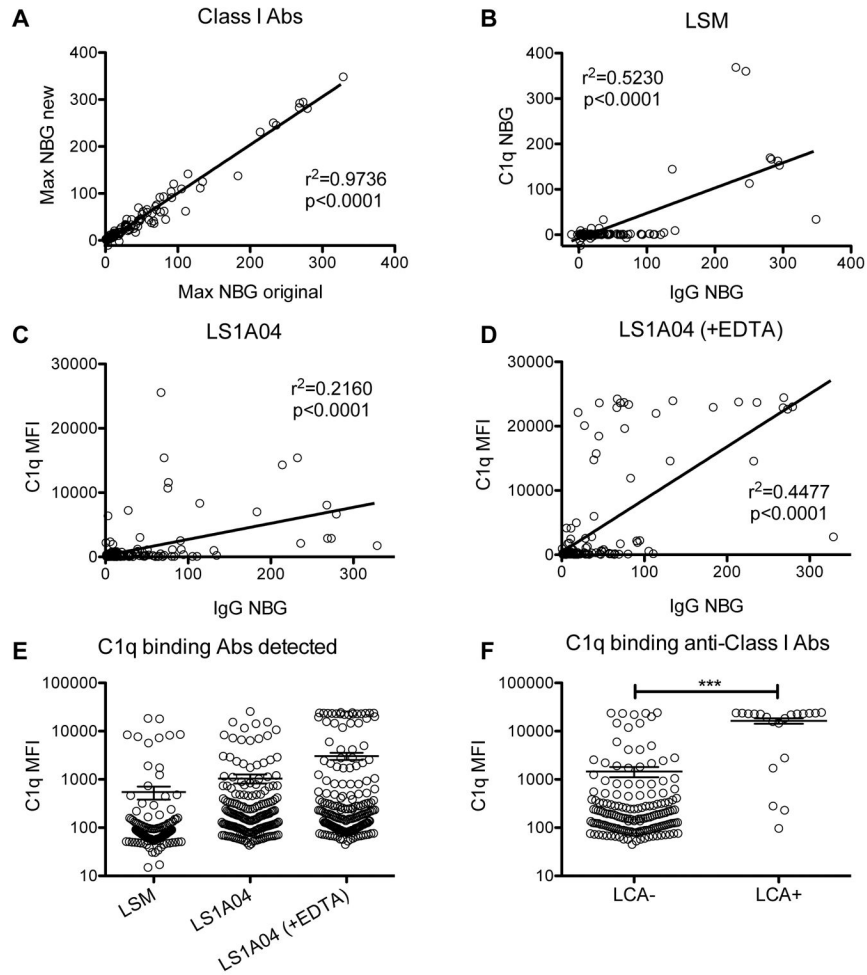 A
Class I Abs
Max NBG new
400
300
200
100
0
r²=0.9736
p<0.0001
0 100 200 300 400
Max NBG original
B
LSM
C1q NBG
400
300
200
100
0
r²=0.5230
p<0.0001
0 100 200 300 400
IgG NBG
C
LS1A04
C1q MFI
30000
20000
10000
0
r²=0.2160
p<0.0001
0 100 200 300
IgG NBG
D
LS1A04 (+EDTA)
C1q MFI
30000
20000
10000
0
r²=0.4477
p<0.0001
0 100 200 300
IgG NBG
E
C1q binding Abs detected
C1q MFI
100000
10000
1000
100
10
LSM
LS1A04
LS1A04 (+EDTA)
F
C1q binding anti-Class I Abs
C1q MFI
100000
10000
1000
100
10
***
LCA-
LCA+